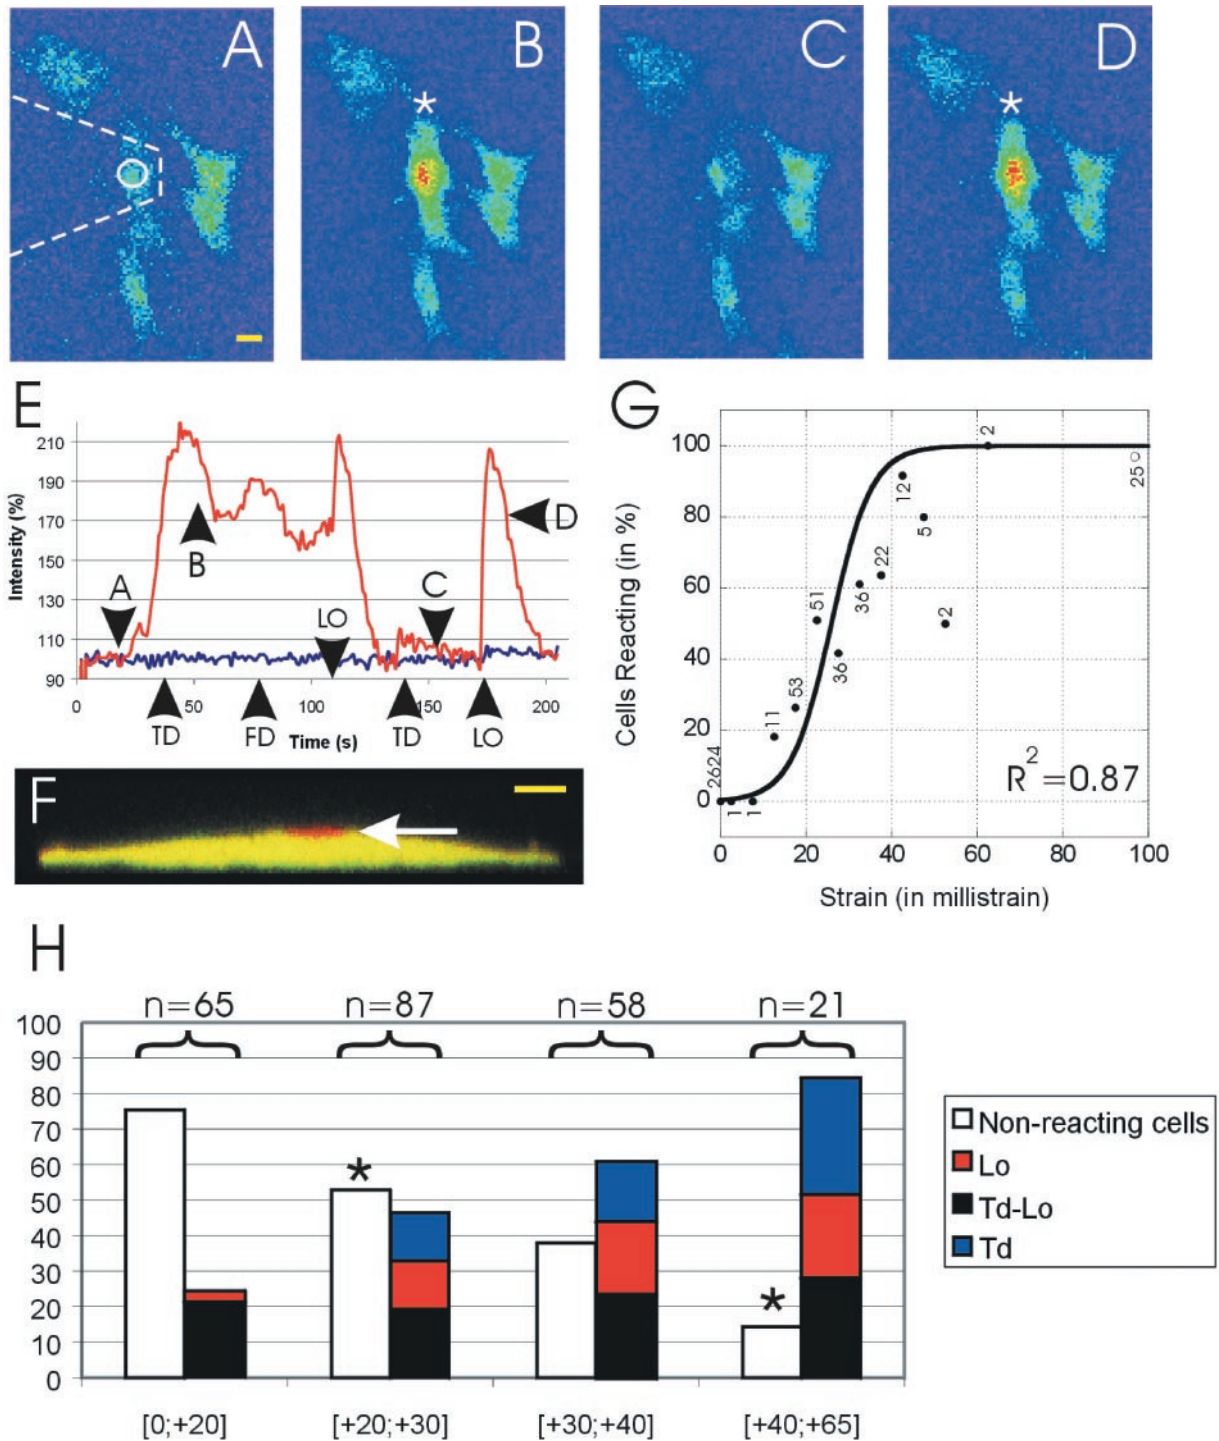 A
B
C
D
*
*
E
Intensity (%)
210
190
170
150
130
110
90
A
B
LO
C
D
0
50
100
150
200
TD
FD
Time (s)
TD
LO
F
G
Cells Reacting (in %)
100
80
60
40
20
0
2624
1
1
11
53
51
36
36
22
12
5
2
2
25
R²=0.87
0
20
40
60
80
100
Strain (in millistrain)
H
n=65
n=87
n=58
n=21
100
90
80
70
60
50
40
30
20
10
0
*
*
[0;+20]
[+20;+30]
[+30;+40]
[+40;+65]
Non-reacting cells
Lo
Td-Lo
Td